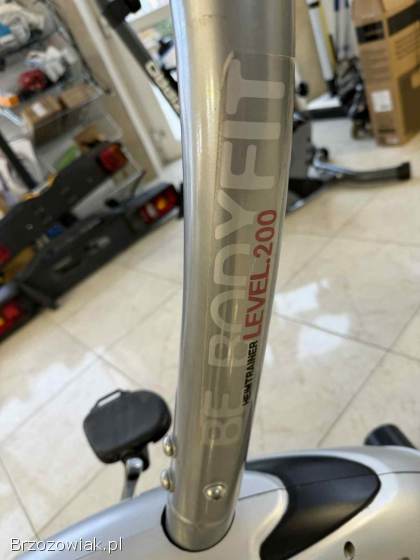 BE BODYFIT
HEIMTRAINER LEVEL.200
Brzozowiak.pl